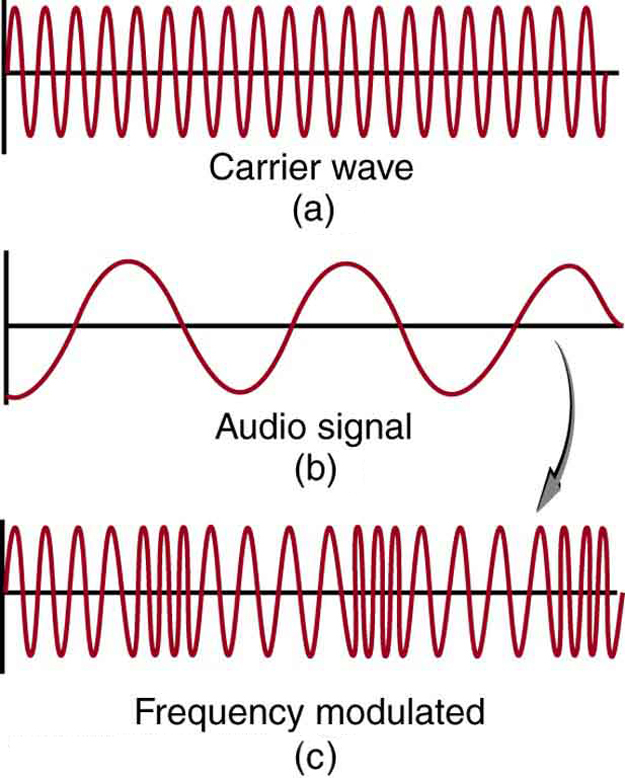 Carrier wave
(a)
Audio signal
(b)
Frequency modulated
(c)